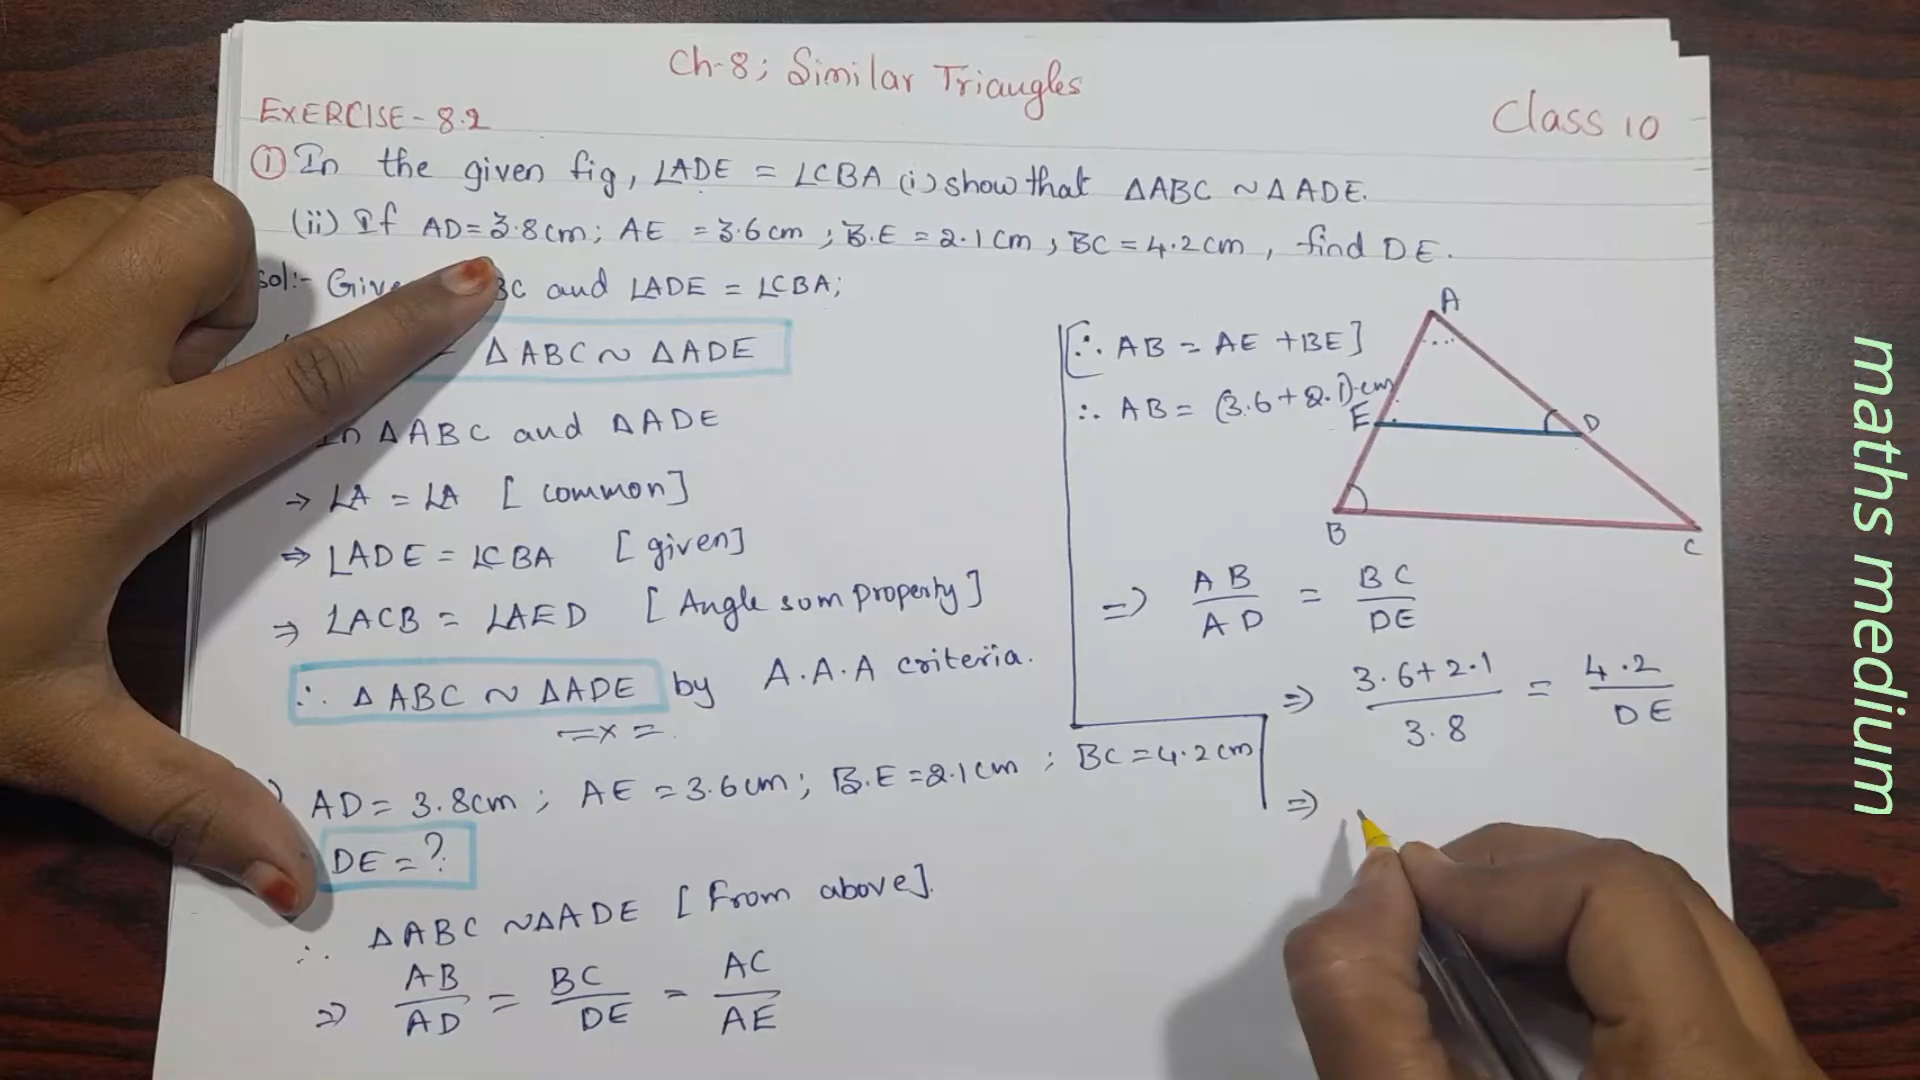 Ch-8; Similar Triangles
EXERCISE - 8.2
Class 10
① In the given fig, ∠ADE = ∠CBA (i) show that ΔABC ~ ΔADE.
(ii) If AD = 3.8cm; AE = 3.6cm; B.E = 2.1cm, BC = 4.2cm, find DE.
Sol:- BC and ∠ADE = ∠CBA;
ΔABC ~ ΔADE
In ΔABC and ΔADE
→ ∠A = ∠A [common]
⇒ ∠ADE = ∠CBA [given]
⇒ ∠ACB = ∠AED [Angle sum property]
∴ ΔABC ~ ΔADE by A.A.A criteria.
=x=.
AD = 3.8cm; AE = 3.6cm; B.E = 2.1cm; BC = 4.2cm
DE = ?
∴ ΔABC ~ ΔADE [From above].
⇒ AB/AD = BC/DE = AC/AE
[∴ AB = AE + BE]
∴ AB = (3.6 + 2.1) cm
A
E
D
B
C
⇒ AB/AD = BC/DE
⇒ 3.6+2.1/3.8 = 4.2/DE
⇒
maths medium